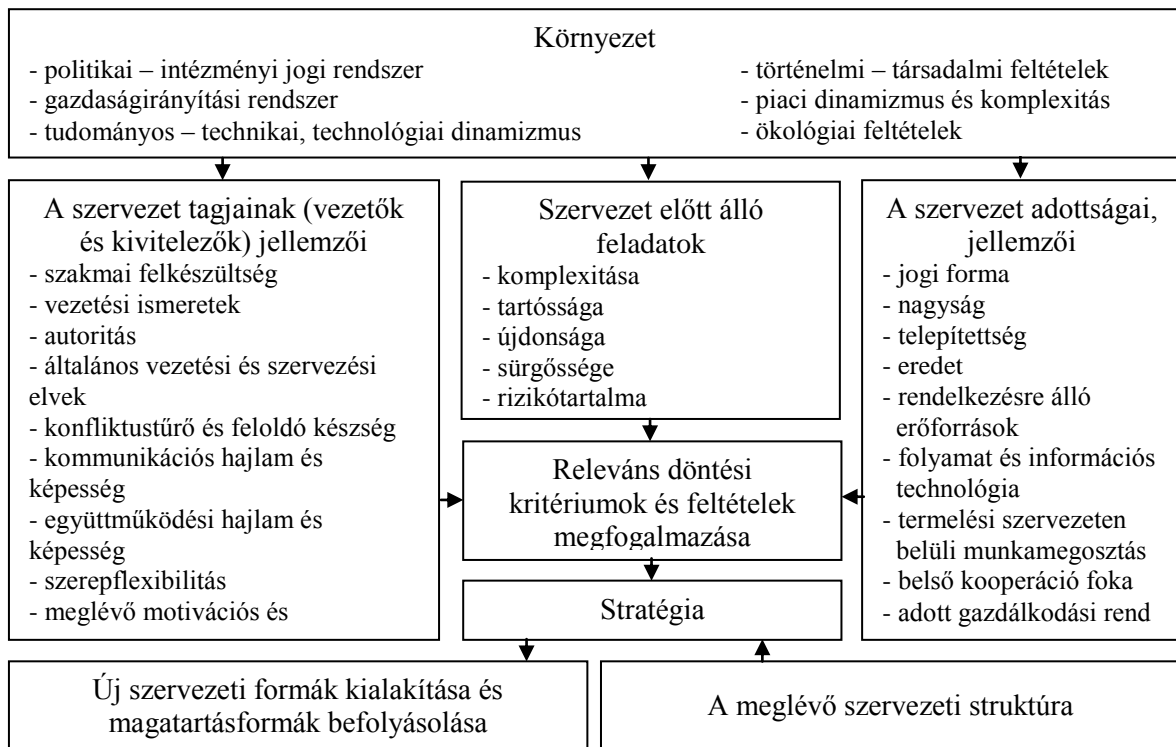 Környezet
- politikai – intézményi jogi rendszer
- gazdaságirányítási rendszer
- tudományos – technikai, technológiai dinamizmus
- történelmi – társadalmi feltételek
- piaci dinamizmus és komplexitás
- ökológiai feltételek
A szervezet tagjainak (vezetők
és kivitelezők) jellemzői
- szakmai felkészültség
- vezetési ismeretek
- autoritás
- általános vezetési és szervezési
elvek
- konfliktustűrő és feloldó készség
- kommunikációs hajlam és
képesség
- együttműködési hajlam és
képesség
- szerepflexibilitás
- meglévő motivációs és
Szervezet előtt álló
feladatok
- komplexitása
- tartóssága
- újdonsága
- sürgőssége
- rizikótartalma
A szervezet adottságai,
jellemzői
- jogi forma
- nagyság
- telepítettség
- eredet
- rendelkezésre álló
erőforrások
- folyamat és információs
technológia
- termelési szervezeten
belüli munkamegosztás
- belső kooperáció foka
- adott gazdálkodási rend
Releváns döntési
kritériumok és feltételek
megfogalmazása
Stratégia
Új szervezeti formák kialakítása és
magatartásformák befolyásolása
A meglévő szervezeti struktúra